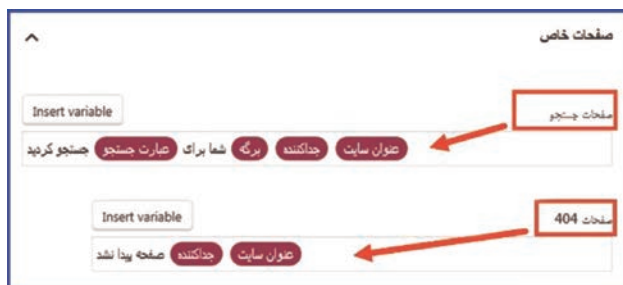 صفحات خاص
Insert variable
صفحات جستجو
شما برای عبارت جستجو جستجو کردید برگه جداکننده عنوان سایت
Insert variable
صفحات 404
صفحه پیدا نشد جداکننده عنوان سایت